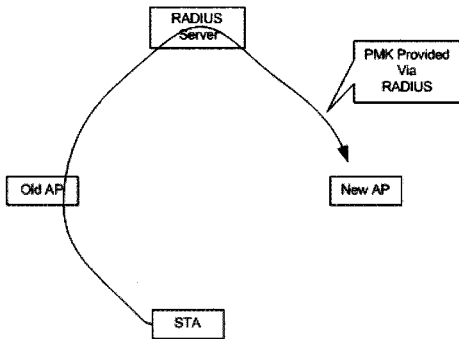 RADIUS
Server
PMK Provided
Via
RADIUS
Old AP
New AP
STA